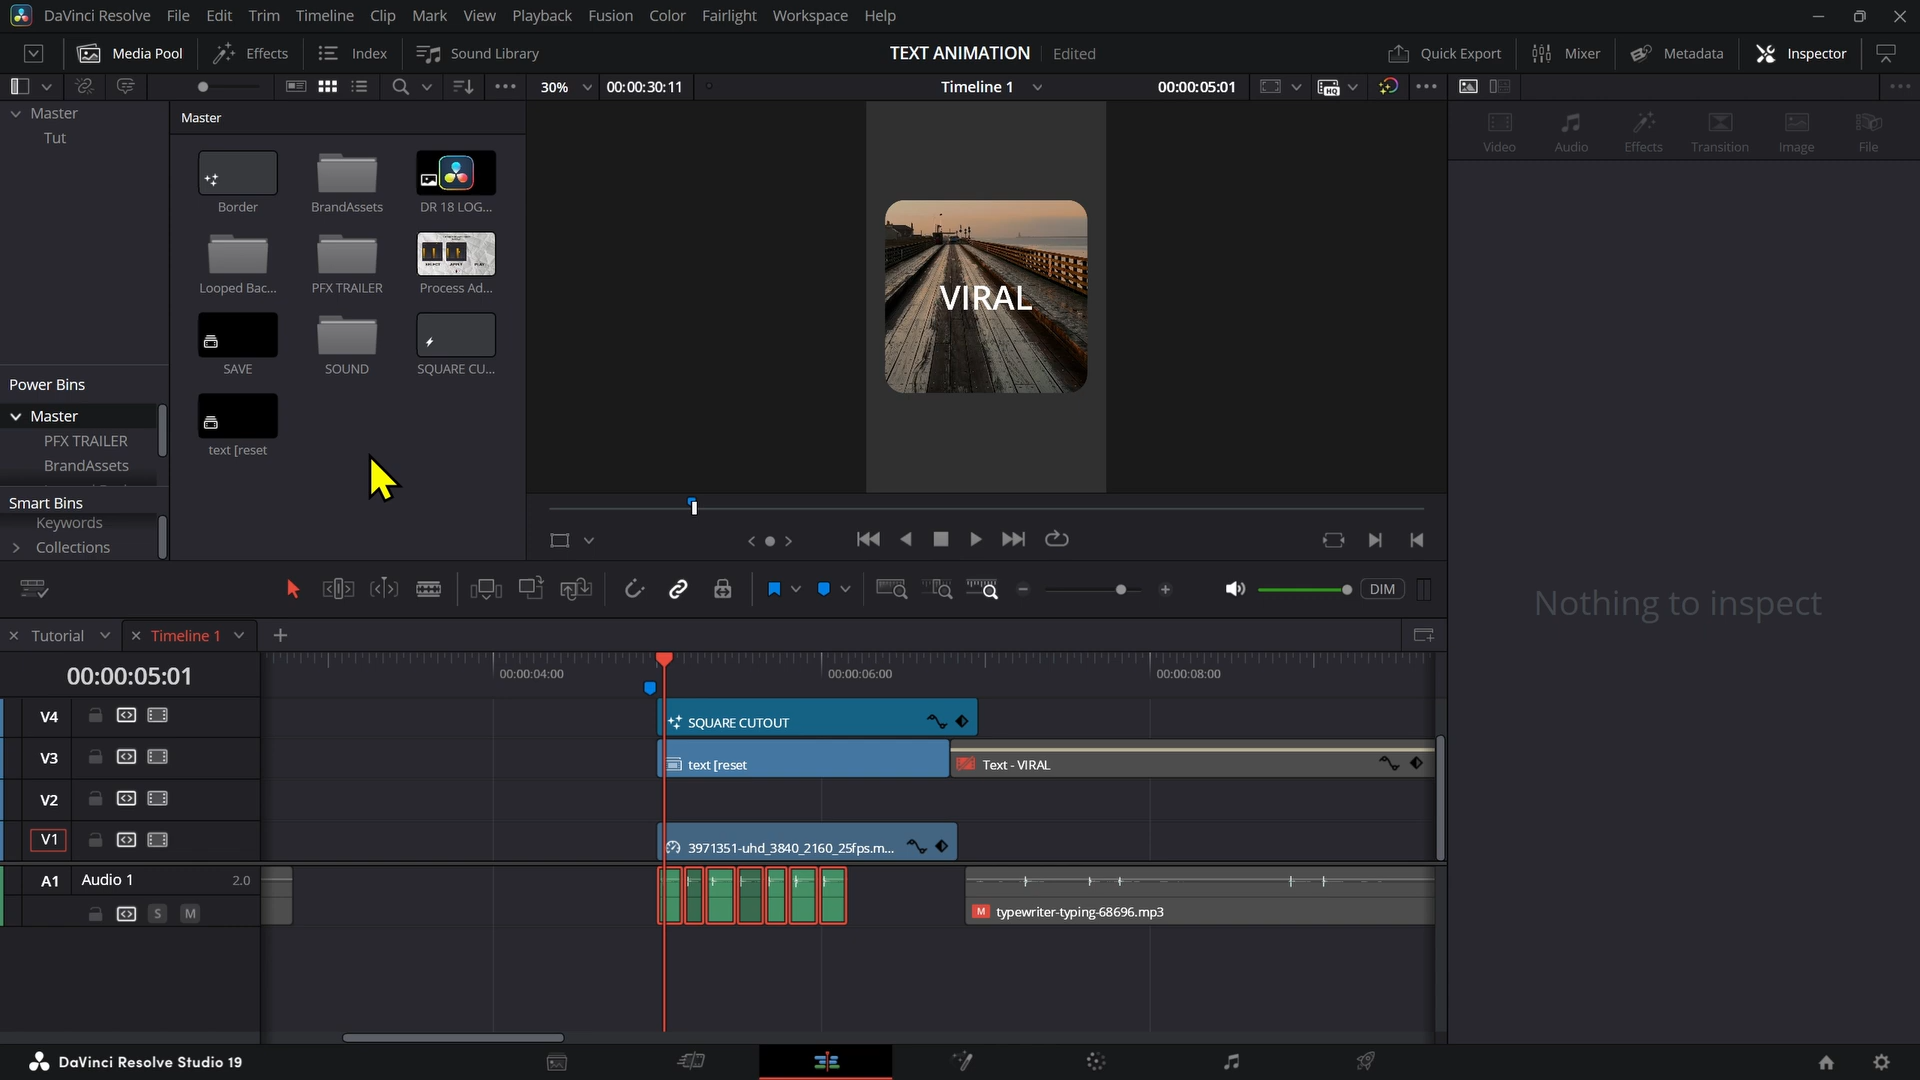 DaVinci Resolve File Edit Trim Timeline Clip Mark View Playback Fusion Color Fairlight Workspace Help
Media Pool Effects Index Sound Library TEXT ANIMATION Edited Quick Export Mixer Metadata Inspector
30% 00:00:30:11 Timeline 1 00:00:05:01
Master
Tut
Master
Border BrandAssets DR 18 LOG...
Looped Bac... PFX TRAILER Process Ad...
SAVE SOUND SQUARE CU...
text [reset
Power Bins
Master
PFX TRAILER
BrandAssets
Smart Bins
Keywords
Collections
VIRAL
Video Audio Effects Transition Image File
Nothing to inspect
DIM
Tutorial Timeline 1
00:00:05:01 00:00:04:00 00:00:06:00 00:00:08:00
V4 SQUARE CUTOUT
V3 text [reset Text - VIRAL
V2
V1 3971351-uhd_3840_2160_25fps.m...
A1 Audio 1 2.0
S M
M typewriter-typing-68696.mp3
DaVinci Resolve Studio 19